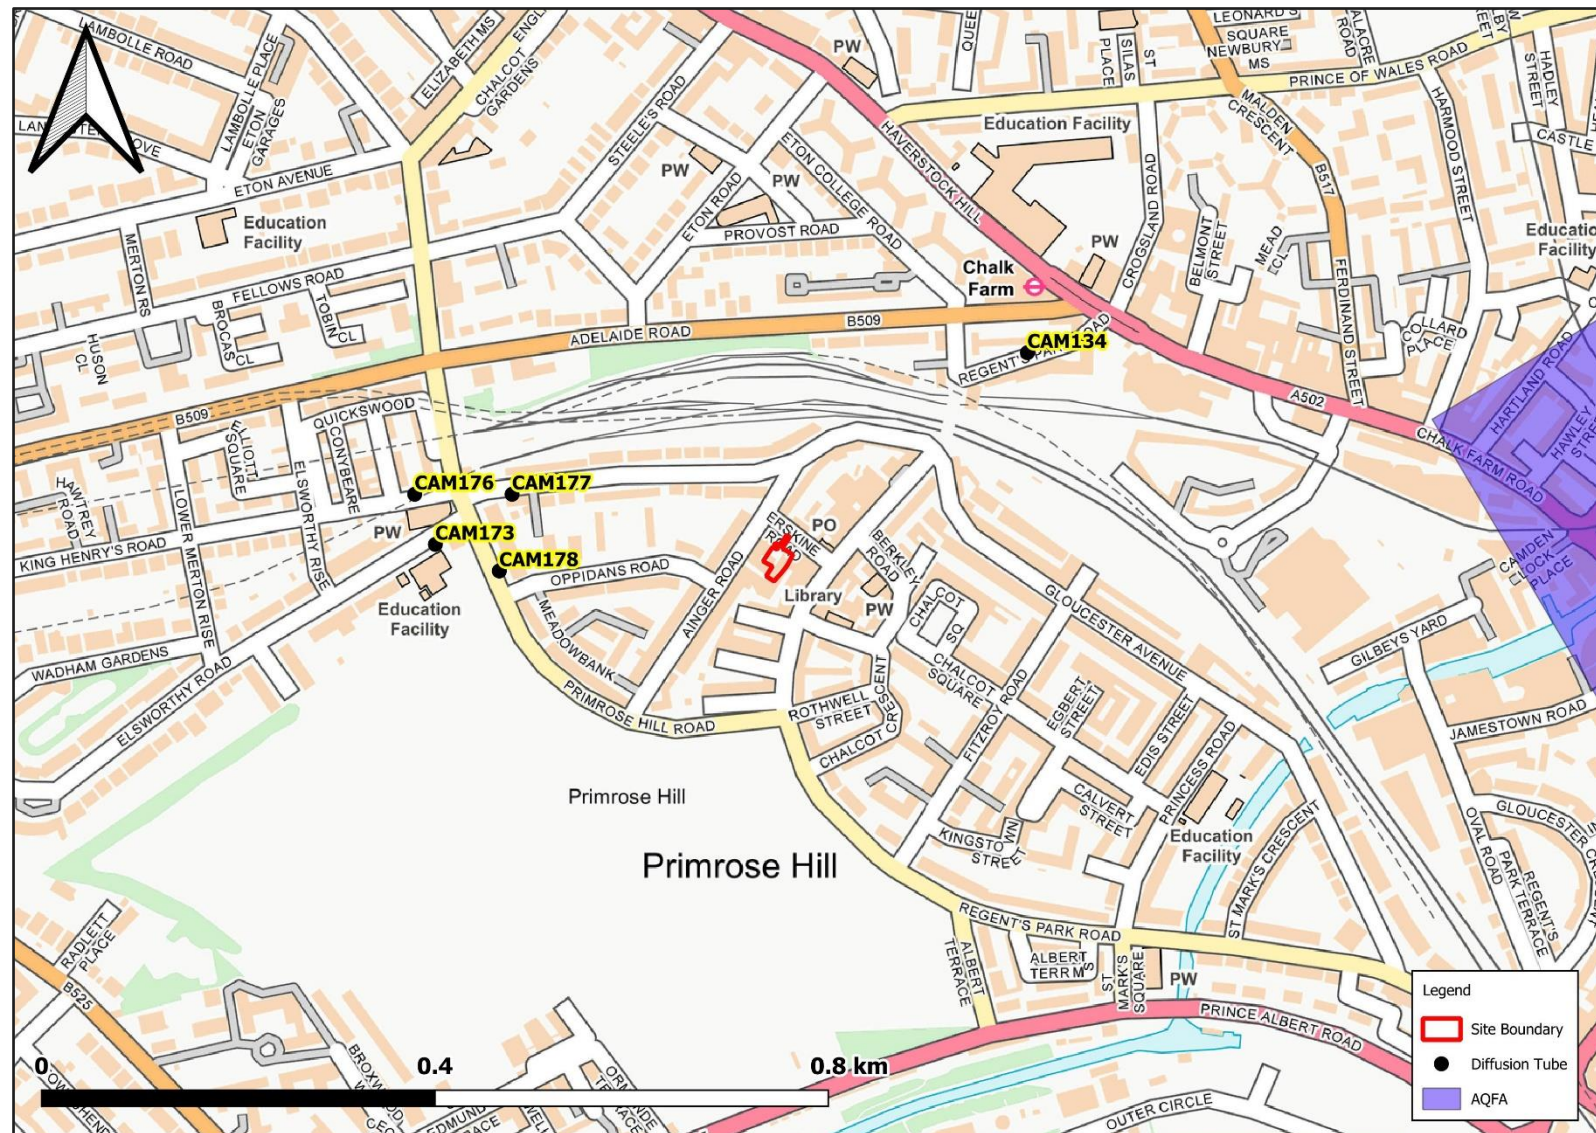 LAMBOLLE ROAD
LAMBOLLE PLACE
ETON
GARAGES
ELIZABETH MS
CHALCOT
GARDENS
ETON AVENUE
Education
Facility
MERTON RS
FELLOWS ROAD
BROCAS
CL
TOBIN
CL
HUSON
CL
STEELE'S ROAD
PW
PW
PW
ETON ROAD
PROVOST ROAD
ETON COLLEGE ROAD
HAVERSTOCK HILL
Education Facility
CROGSLAND ROAD
PW
Chalk
Farm
LEONARD'S
SQUARE
NEWBURY
MS
SILAS
PLACE
ST
PRINCE OF WALES ROAD
MALDEN
CRESCENT
B517
HARMOOD STREET
HADLEY
STREET
CASTLE
BELMONT
STREET
MEAD
CL
FERDINAND STREET
COLLARD
PLACE
HARTLAND ROAD
HAWLEY
STREET
A502
CHALK FARM ROAD
CAMDEN
LOCK
PLACE
ADELAIDE ROAD
B509
REGENT'S PARK ROAD
CAM134
B509
QUICKSWOOD
ELLIOTT
SQUARE
CONYBEARE
ELSWORTHY RISE
HAWTREY
ROAD
LOWER MERTON RISE
KING HENRY'S ROAD
CAM176
CAM177
PW
CAM173
CAM178
Education
Facility
OPPIDANS ROAD
MEADOWBANK
AINGER ROAD
ERSKINE
ROAD
PO
BERKLEY
ROAD
Library
PW
CHALCOT
SQ
CHALCOT
SQUARE
GLOUCESTER AVENUE
WADHAM GARDENS
ELSWORTHY ROAD
PRIMROSE HILL ROAD
ROTHWELL
STREET
CHALCOT CRESCENT
FITZROY ROAD
EGBERT
STREET
EDIS STREET
PRINCESS ROAD
CALVERT
STREET
KINGSTOWN
STREET
Education
Facility
ST MARK'S CRESCENT
GILBEYS YARD
JAMESTOWN ROAD
OVAL ROAD
GLOUCESTER
REGENT'S
PARK TERRACE
Primrose Hill
Primrose Hill
REGENT'S PARK ROAD
ALBERT
TERRACE
ALBERT
TERR M S
ST
MARK'S
SQUARE
PW
PRINCE ALBERT ROAD
OUTER CIRCLE
RADLETT
PLACE
B525
0
0.4
0.8 km
Legend
Site Boundary
Diffusion Tube
AQFA